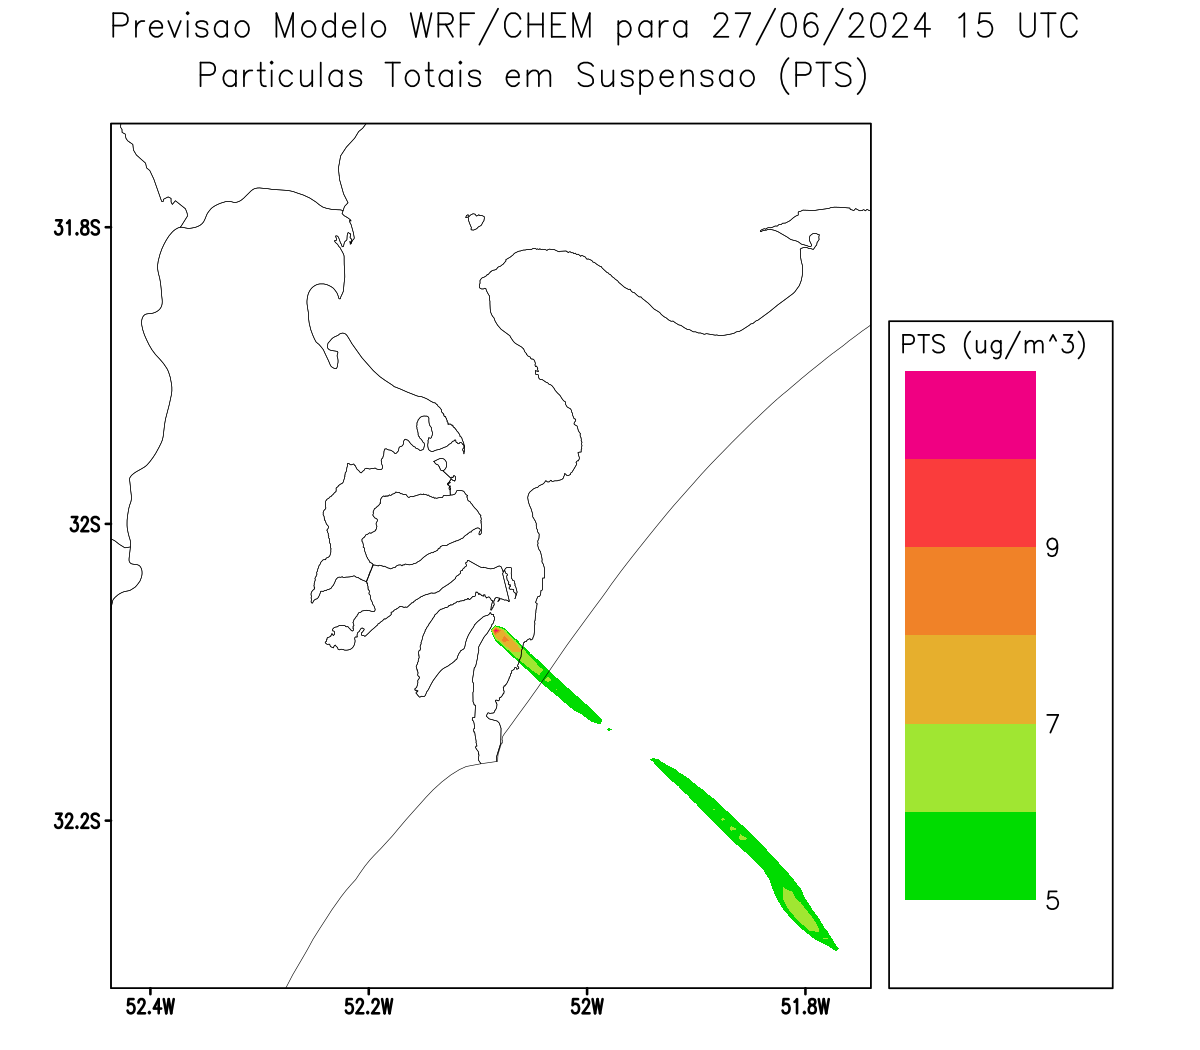 Previsao Modelo WRF/CHEM para 27/06/2024 15 UTC
Particulas Totais em Suspensao (PTS)
31.8S
32S
32.2S
52.4W
52.2W
52W
51.8W
PTS (ug/m^3)
9
7
5